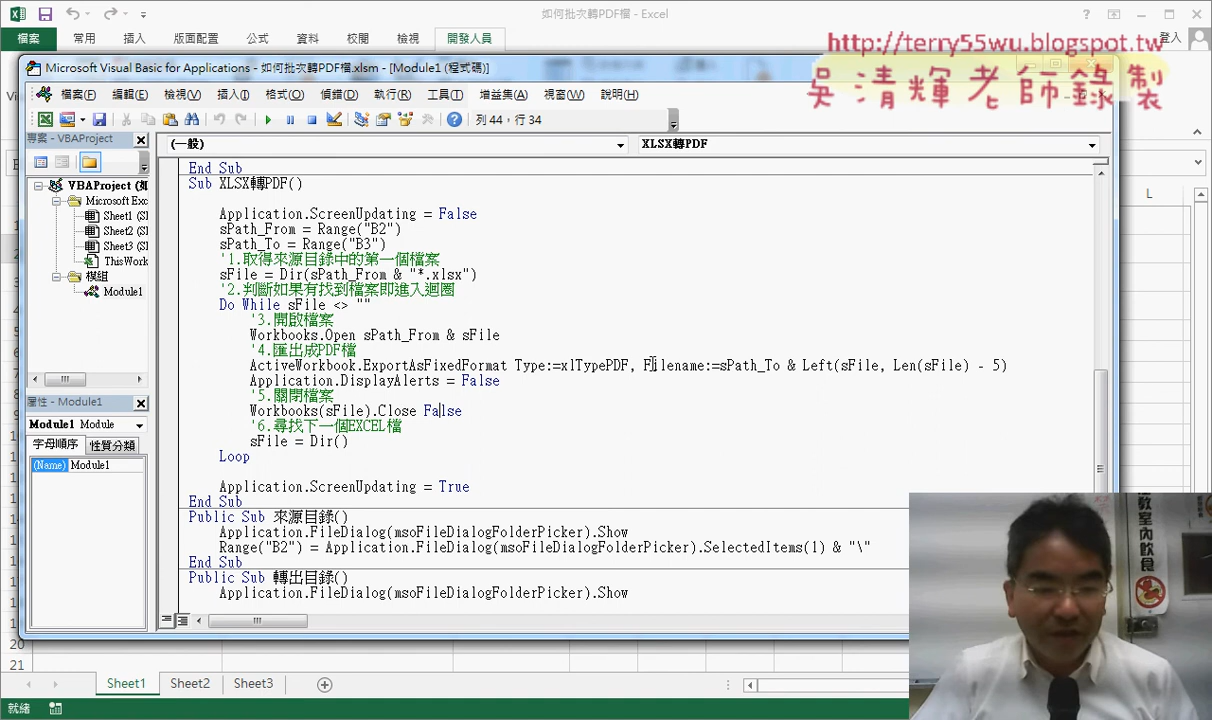 如何批次轉PDF檔 - Excel
檔案 常用 插入 版面配置 公式 資料 校閱 檢視 開發人員 登入
http://terry55wu.blogspot.tw
吳清輝老師錄製
Microsoft Visual Basic for Applications - 如何批次轉PDF檔.xlsm - [Module1 (程式碼)]
檔案(F) 編輯(E) 檢視(V) 插入(I) 格式(O) 偵錯(D) 執行(R) 工具(T) 增益集(A) 視窗(W) 說明(H)
列 44，行 34
專案 - VBAProject
(一般) XLSX轉PDF
VBAProject (如
Microsoft Exc
Sheet1 (Sl
Sheet2 (Sl
Sheet3 (Sl
ThisWork
模組
Module1
屬性 - Module1
Module1 Module
字母順序 性質分類
(Name) Module1
End Sub
Sub XLSX轉PDF()
Application.ScreenUpdating = False
sPath_From = Range("B2")
sPath_To = Range("B3")
'1.取得來源目錄中的第一個檔案
sFile = Dir(sPath_From & "*.xlsx")
'2.判斷如果有找到檔案即進入迴圈
Do While sFile <> ""
'3.開啟檔案
Workbooks.Open sPath_From & sFile
'4.匯出成PDF檔
ActiveWorkbook.ExportAsFixedFormat Type:=xlTypePDF, Filename:=sPath_To & Left(sFile, Len(sFile) - 5)
Application.DisplayAlerts = False
'5.關閉檔案
Workbooks(sFile).Close False
'6.尋找下一個EXCEL檔
sFile = Dir()
Loop
Application.ScreenUpdating = True
End Sub
Public Sub 來源目錄()
Application.FileDialog(msoFileDialogFolderPicker).Show
Range("B2") = Application.FileDialog(msoFileDialogFolderPicker).SelectedItems(1) & "\"
End Sub
Public Sub 轉出目錄()
Application.FileDialog(msoFileDialogFolderPicker).Show
L
20
21
Sheet1 Sheet2 Sheet3
就緒
教室內飲食